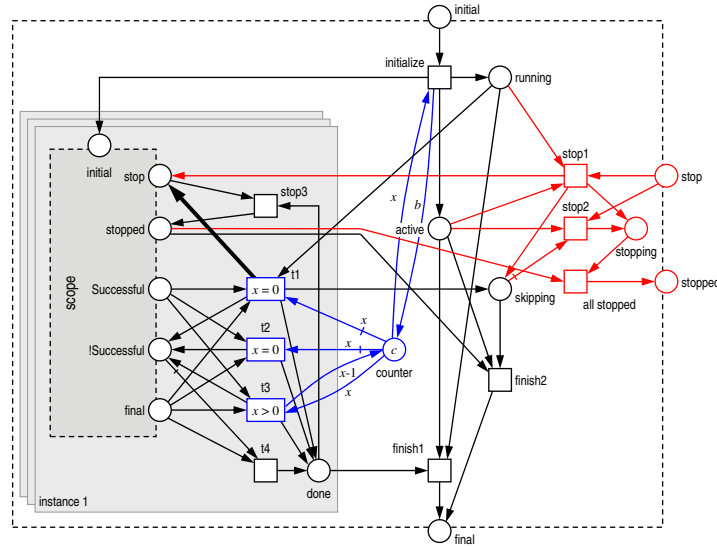 initial
initialize
running
initial
stop1
stop
stop
stop3
x
b
stop2
stopped
active
stopping
scope
t1
Successful
x = 0
skipping
all stopped
stopped
x
t2
!Successful
x = 0
x
c
counter
t3
x-1
x
final
x > 0
finish2
t4
finish1
done
instance 1
final